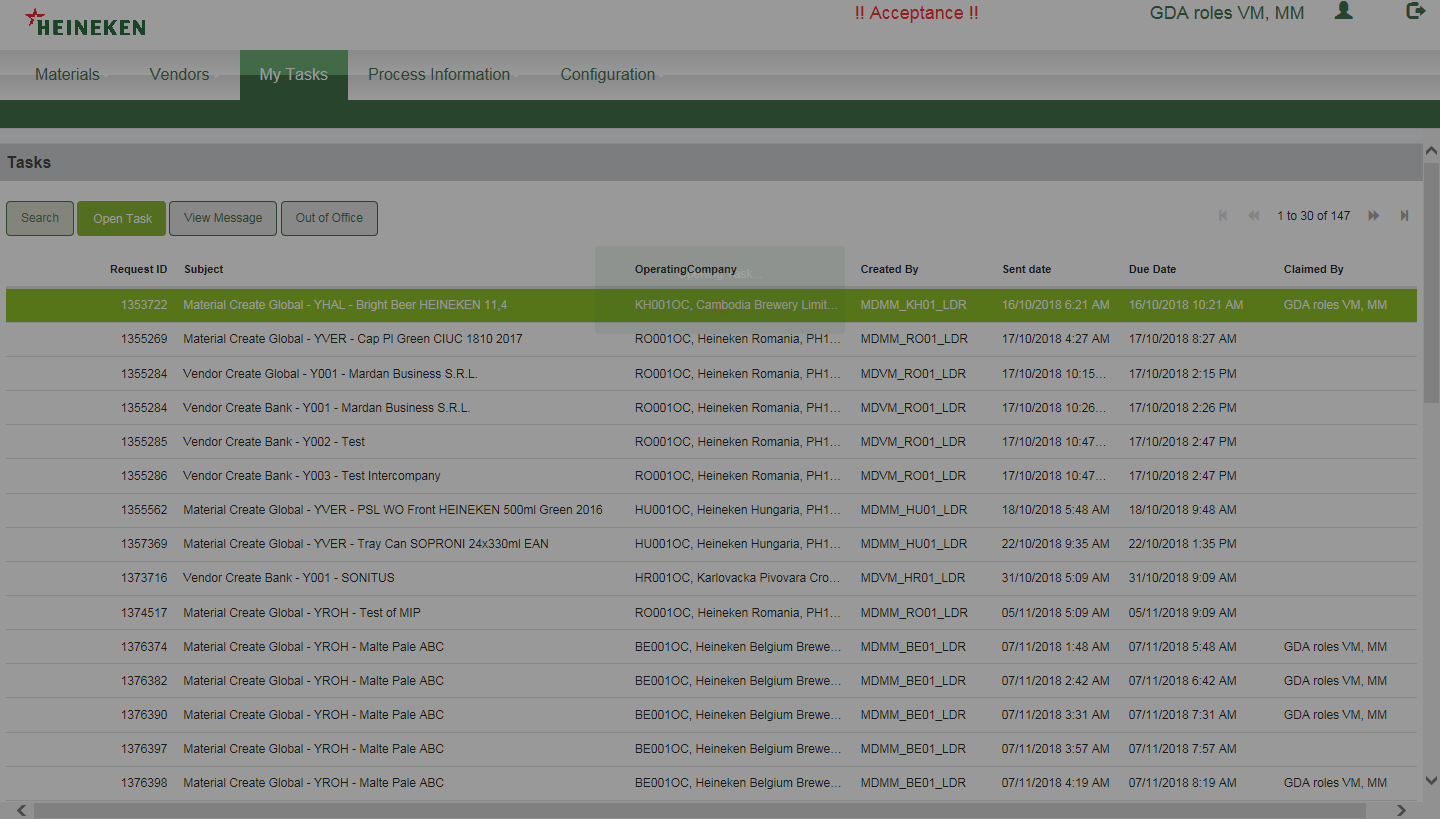 HEINEKEN !! Acceptance !! GDA roles VM, MM
Materials Vendors My Tasks Process Information Configuration
Tasks
Search Open Task View Message Out of Office 1 to 30 of 147
Request ID Subject OperatingCompany Created By Sent date Due Date Claimed By
1353722 Material Create Global - YHAL - Bright Beer HEINEKEN 11,4 KH001OC, Cambodia Brewery Limit... MDMM_KH01_LDR 16/10/2018 6:21 AM 16/10/2018 10:21 AM GDA roles VM, MM
1355269 Material Create Global - YVER - Cap Pl Green CIUC 1810 2017 RO001OC, Heineken Romania, PH1... MDMM_RO01_LDR 17/10/2018 4:27 AM 17/10/2018 8:27 AM
1355284 Vendor Create Global - Y001 - Mardan Business S.R.L. RO001OC, Heineken Romania, PH1... MDVM_RO01_LDR 17/10/2018 10:15... 17/10/2018 2:15 PM
1355284 Vendor Create Bank - Y001 - Mardan Business S.R.L. RO001OC, Heineken Romania, PH1... MDVM_RO01_LDR 17/10/2018 10:26... 17/10/2018 2:26 PM
1355285 Vendor Create Bank - Y002 - Test RO001OC, Heineken Romania, PH1... MDVM_RO01_LDR 17/10/2018 10:47... 17/10/2018 2:47 PM
1355286 Vendor Create Bank - Y003 - Test Intercompany RO001OC, Heineken Romania, PH1... MDVM_RO01_LDR 17/10/2018 10:47... 17/10/2018 2:47 PM
1355562 Material Create Global - YVER - PSL WO Front HEINEKEN 500ml Green 2016 HU001OC, Heineken Hungaria, PH1... MDMM_HU01_LDR 18/10/2018 5:48 AM 18/10/2018 9:48 AM
1357369 Material Create Global - YVER - Tray Can SOPRONI 24x330ml EAN HU001OC, Heineken Hungaria, PH1... MDMM_HU01_LDR 22/10/2018 9:35 AM 22/10/2018 1:35 PM
1373716 Vendor Create Bank - Y001 - SONITUS HR001OC, Karlovacka Pivovara Cro... MDVM_HR01_LDR 31/10/2018 5:09 AM 31/10/2018 9:09 AM
1374517 Material Create Global - YROH - Test of MIP RO001OC, Heineken Romania, PH1... MDMM_RO01_LDR 05/11/2018 5:09 AM 05/11/2018 9:09 AM
1376374 Material Create Global - YROH - Malte Pale ABC BE001OC, Heineken Belgium Brewe... MDMM_BE01_LDR 07/11/2018 1:48 AM 07/11/2018 5:48 AM GDA roles VM, MM
1376382 Material Create Global - YROH - Malte Pale ABC BE001OC, Heineken Belgium Brewe... MDMM_BE01_LDR 07/11/2018 2:42 AM 07/11/2018 6:42 AM GDA roles VM, MM
1376390 Material Create Global - YROH - Malte Pale ABC BE001OC, Heineken Belgium Brewe... MDMM_BE01_LDR 07/11/2018 3:31 AM 07/11/2018 7:31 AM GDA roles VM, MM
1376397 Material Create Global - YROH - Malte Pale ABC BE001OC, Heineken Belgium Brewe... MDMM_BE01_LDR 07/11/2018 3:57 AM 07/11/2018 7:57 AM
1376398 Material Create Global - YROH - Malte Pale ABC BE001OC, Heineken Belgium Brewe... MDMM_BE01_LDR 07/11/2018 4:19 AM 07/11/2018 8:19 AM GDA roles VM, MM